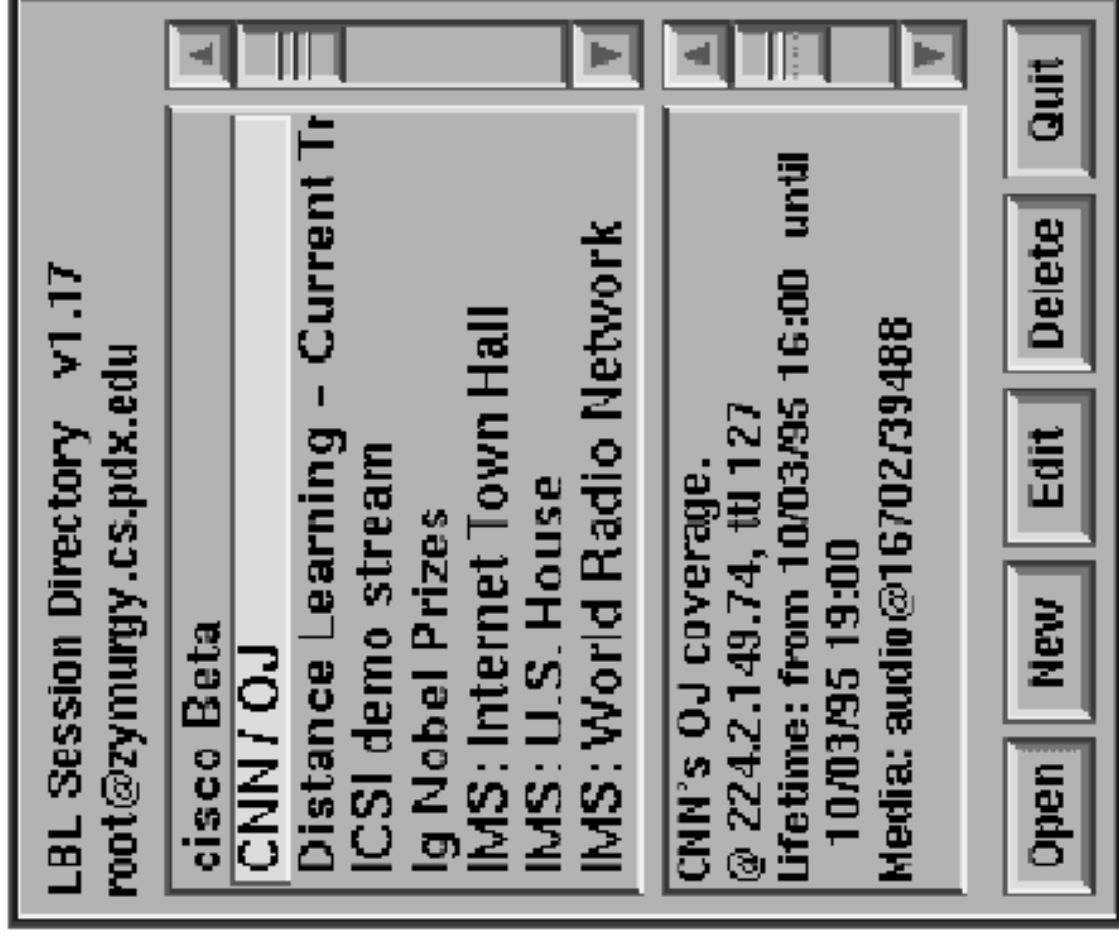 LBL Session Directory v1.17
root@zymurgy.cs.pdx.edu
cisco Beta
CNN / OJ
Distance Learning - Current Tr
ICSI demo stream
Ig Nobel Prizes
IMS: Internet Town Hall
IMS: U.S. House
IMS: World Radio Network
CNN's OJ coverage.
@ 224.2.149.74, ttl 127
Lifetime: from 10/03/95 16:00 until
10/03/95 19:00
Media: audio@16702/39488
Open New Edit Delete Quit